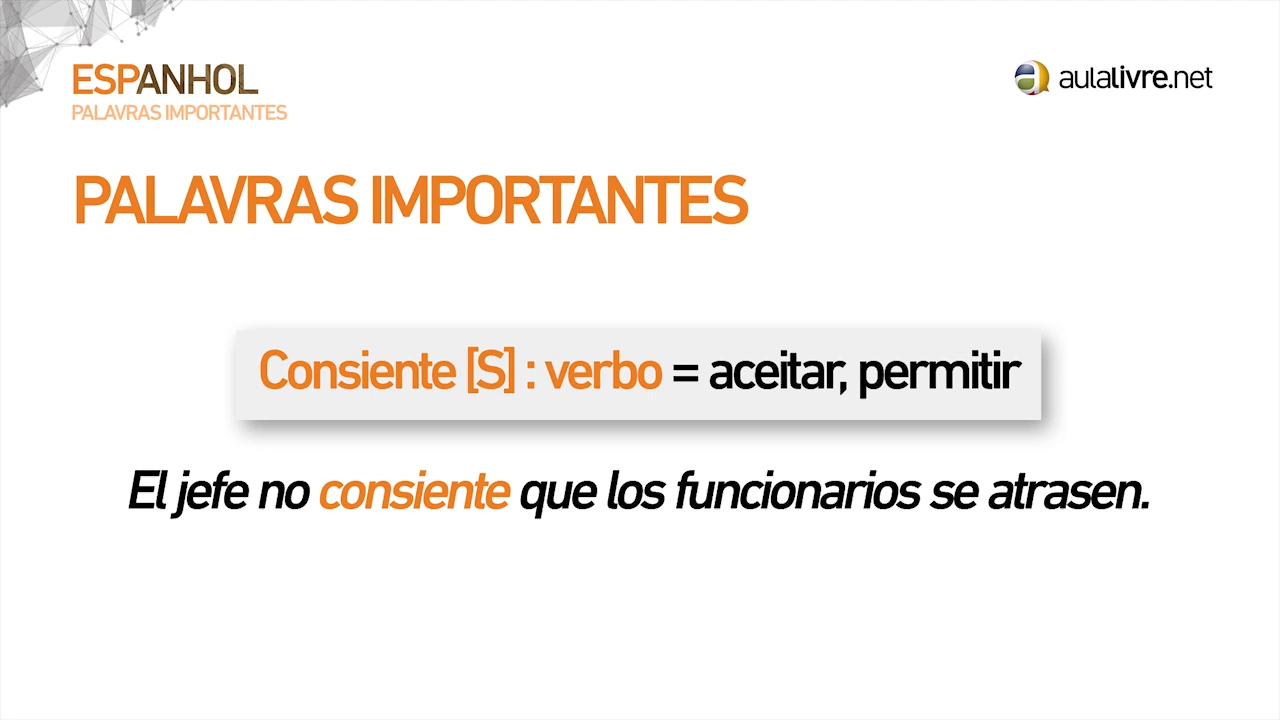 ESPANHOL
PALAVRAS IMPORTANTES
aulalivre.net
PALAVRAS IMPORTANTES
Consiente [S] : verbo = aceitar, permitir
El jefe no consiente que los funcionarios se atrasen.